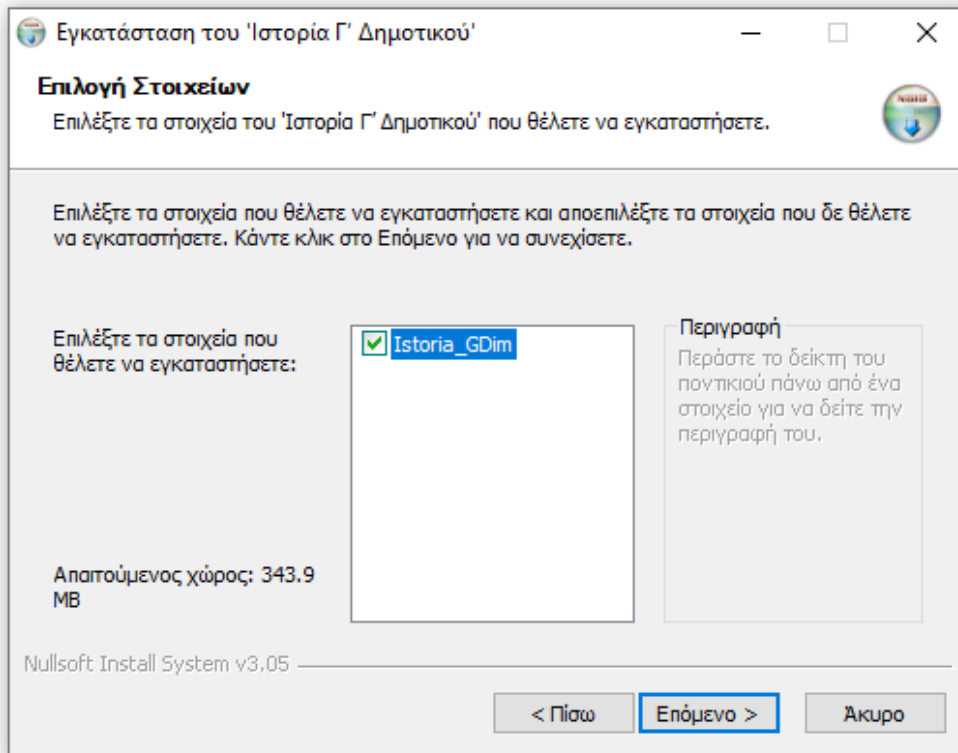 Εγκατάσταση του 'Ιστορία Γ΄ Δημοτικού'
Επιλογή Στοιχείων
Επιλέξτε τα στοιχεία του 'Ιστορία Γ΄ Δημοτικού' που θέλετε να εγκαταστήσετε.
Επιλέξτε τα στοιχεία που θέλετε να εγκαταστήσετε και αποεπιλέξτε τα στοιχεία που δε θέλετε
να εγκαταστήσετε. Κάντε κλικ στο Επόμενο για να συνεχίσετε.
Επιλέξτε τα στοιχεία που
θέλετε να εγκαταστήσετε:
Istoria_GDim
Περιγραφή
Περάστε το δείκτη του
ποντικιού πάνω από ένα
στοιχείο για να δείτε την
περιγραφή του.
Απαιτούμενος χώρος: 343.9
MB
Nullsoft Install System v3.05
< Πίσω
Επόμενο >
Άκυρο